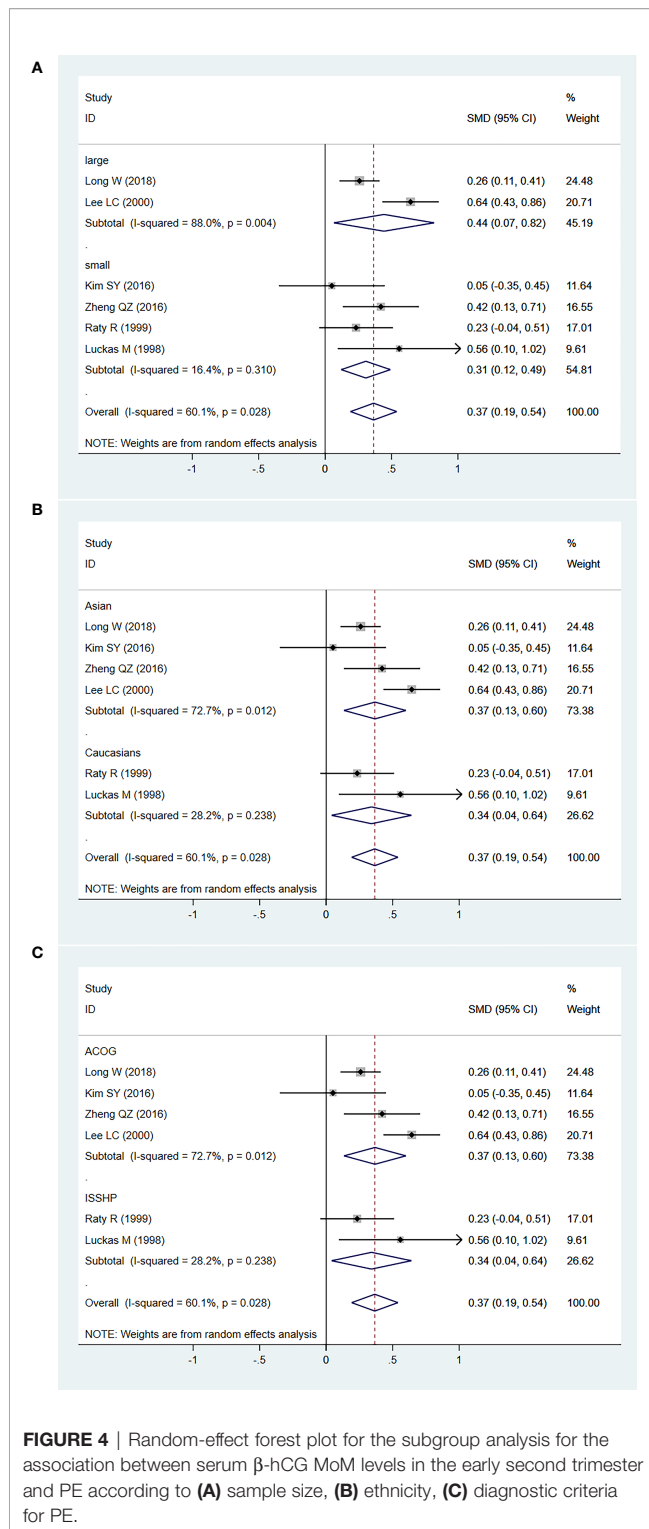 A
Study %
ID SMD (95% CI) Weight
large
Long W (2018) 0.26 (0.11, 0.41) 24.48
Lee LC (2000) 0.64 (0.43, 0.86) 20.71
Subtotal (I-squared = 88.0%, p = 0.004) 0.44 (0.07, 0.82) 45.19
.
small
Kim SY (2016) 0.05 (-0.35, 0.45) 11.64
Zheng QZ (2016) 0.42 (0.13, 0.71) 16.55
Raty R (1999) 0.23 (-0.04, 0.51) 17.01
Luckas M (1998) 0.56 (0.10, 1.02) 9.61
Subtotal (I-squared = 16.4%, p = 0.310) 0.31 (0.12, 0.49) 54.81
.
Overall (I-squared = 60.1%, p = 0.028) 0.37 (0.19, 0.54) 100.00
NOTE: Weights are from random effects analysis
-1 -.5 0 .5 1
B
Study %
ID SMD (95% CI) Weight
Asian
Long W (2018) 0.26 (0.11, 0.41) 24.48
Kim SY (2016) 0.05 (-0.35, 0.45) 11.64
Zheng QZ (2016) 0.42 (0.13, 0.71) 16.55
Lee LC (2000) 0.64 (0.43, 0.86) 20.71
Subtotal (I-squared = 72.7%, p = 0.012) 0.37 (0.13, 0.60) 73.38
.
Caucasians
Raty R (1999) 0.23 (-0.04, 0.51) 17.01
Luckas M (1998) 0.56 (0.10, 1.02) 9.61
Subtotal (I-squared = 28.2%, p = 0.238) 0.34 (0.04, 0.64) 26.62
.
Overall (I-squared = 60.1%, p = 0.028) 0.37 (0.19, 0.54) 100.00
NOTE: Weights are from random effects analysis
-1 -.5 0 .5 1
C
Study %
ID SMD (95% CI) Weight
ACOG
Long W (2018) 0.26 (0.11, 0.41) 24.48
Kim SY (2016) 0.05 (-0.35, 0.45) 11.64
Zheng QZ (2016) 0.42 (0.13, 0.71) 16.55
Lee LC (2000) 0.64 (0.43, 0.86) 20.71
Subtotal (I-squared = 72.7%, p = 0.012) 0.37 (0.13, 0.60) 73.38
.
ISSHP
Raty R (1999) 0.23 (-0.04, 0.51) 17.01
Luckas M (1998) 0.56 (0.10, 1.02) 9.61
Subtotal (I-squared = 28.2%, p = 0.238) 0.34 (0.04, 0.64) 26.62
.
Overall (I-squared = 60.1%, p = 0.028) 0.37 (0.19, 0.54) 100.00
NOTE: Weights are from random effects analysis
-1 -.5 0 .5 1
FIGURE 4 | Random-effect forest plot for the subgroup analysis for the
association between serum β-hCG MoM levels in the early second trimester
and PE according to (A) sample size, (B) ethnicity, (C) diagnostic criteria
for PE.